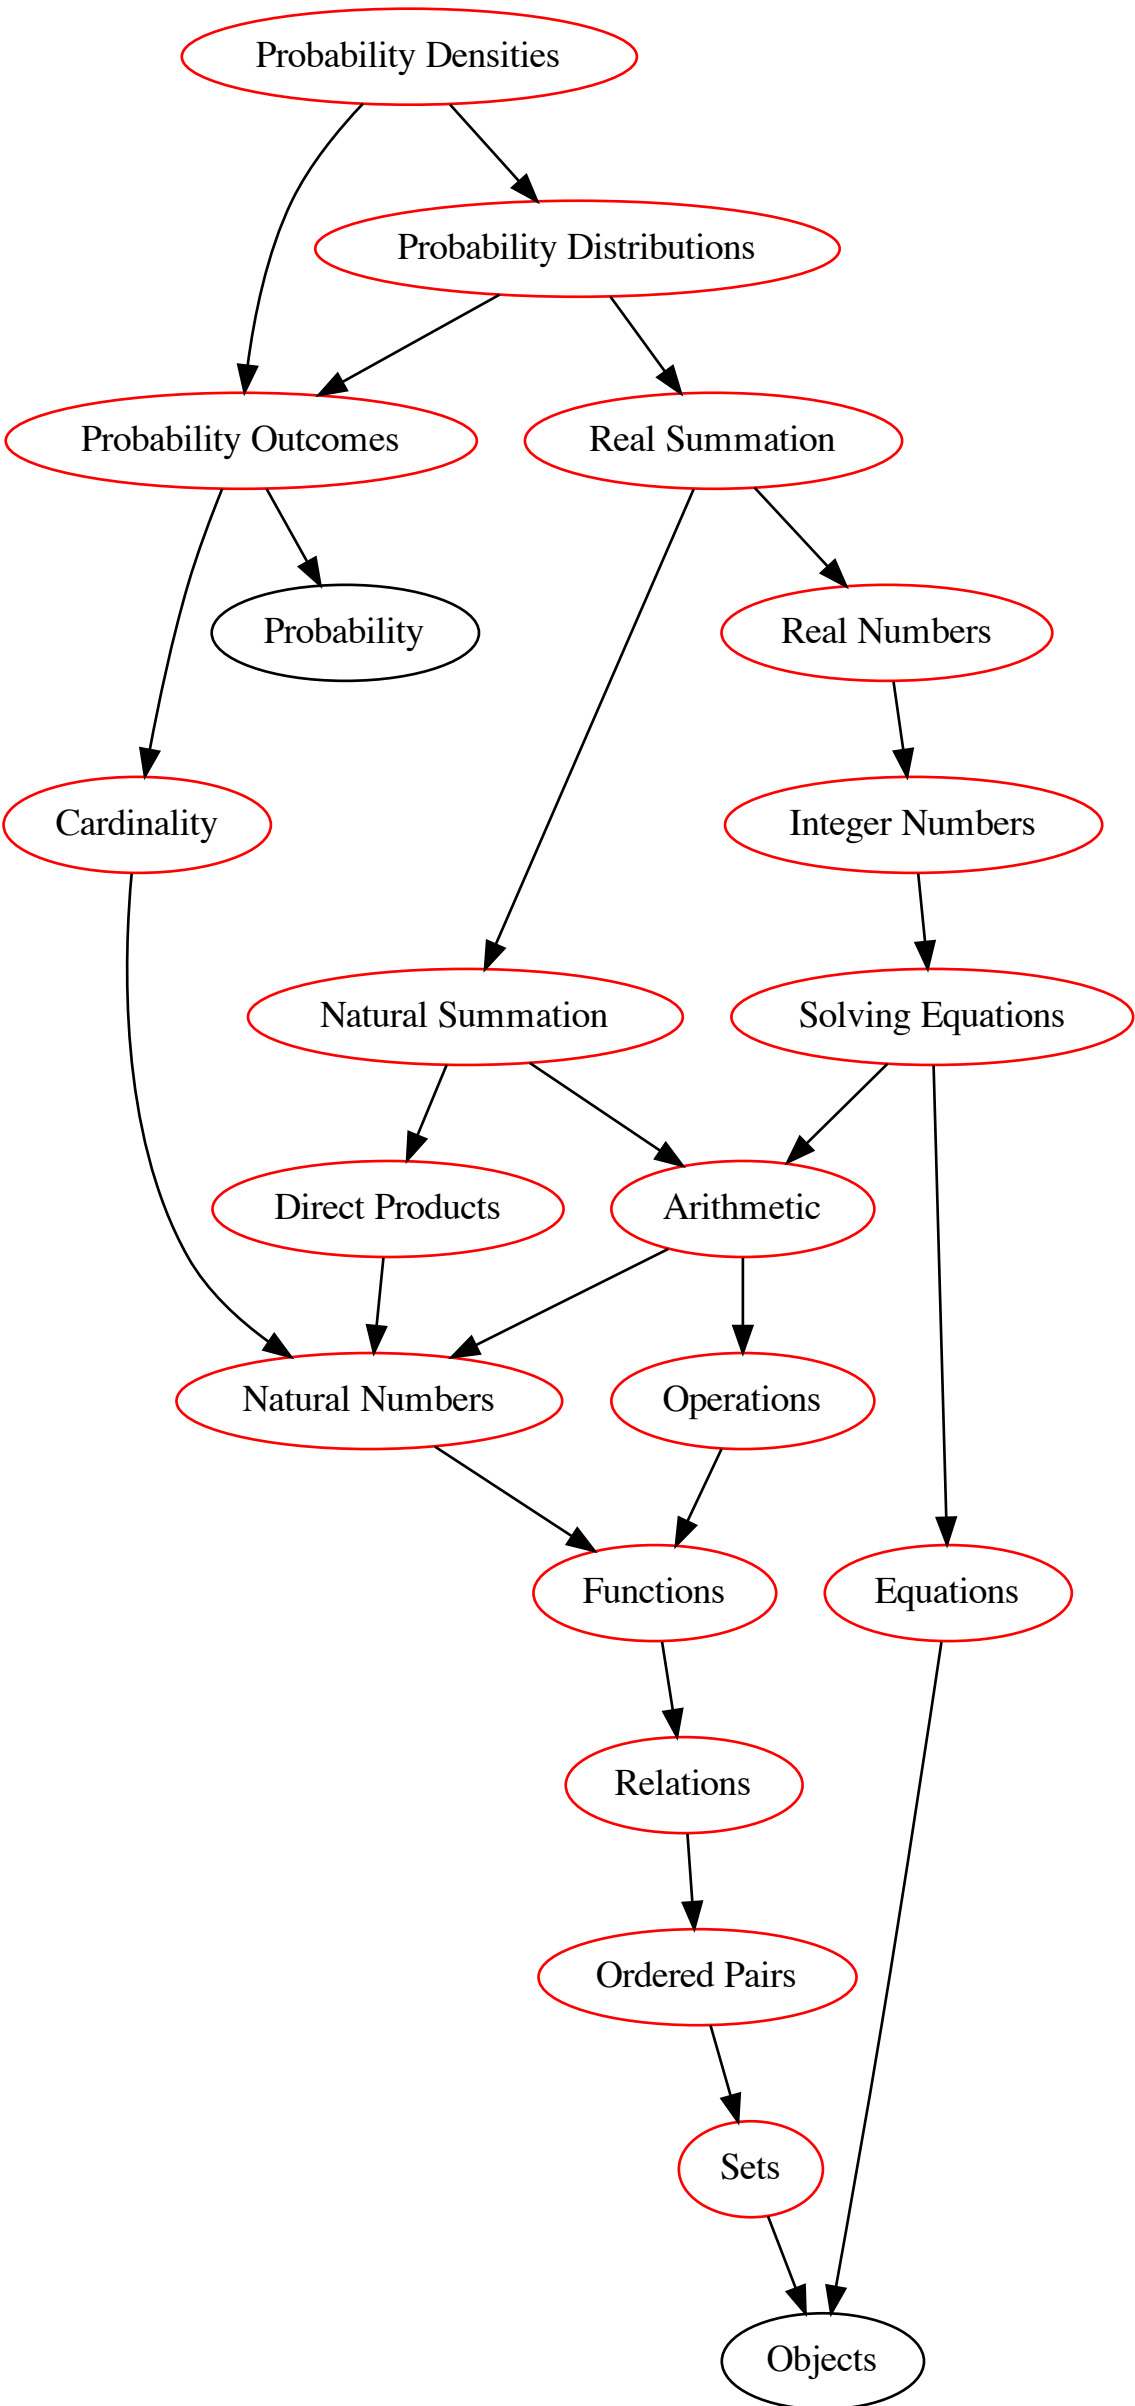 Probability Densities
Probability Distributions
Probability Outcomes
Real Summation
Probability
Real Numbers
Cardinality
Integer Numbers
Natural Summation
Solving Equations
Direct Products
Arithmetic
Natural Numbers
Operations
Functions
Equations
Relations
Ordered Pairs
Sets
Objects